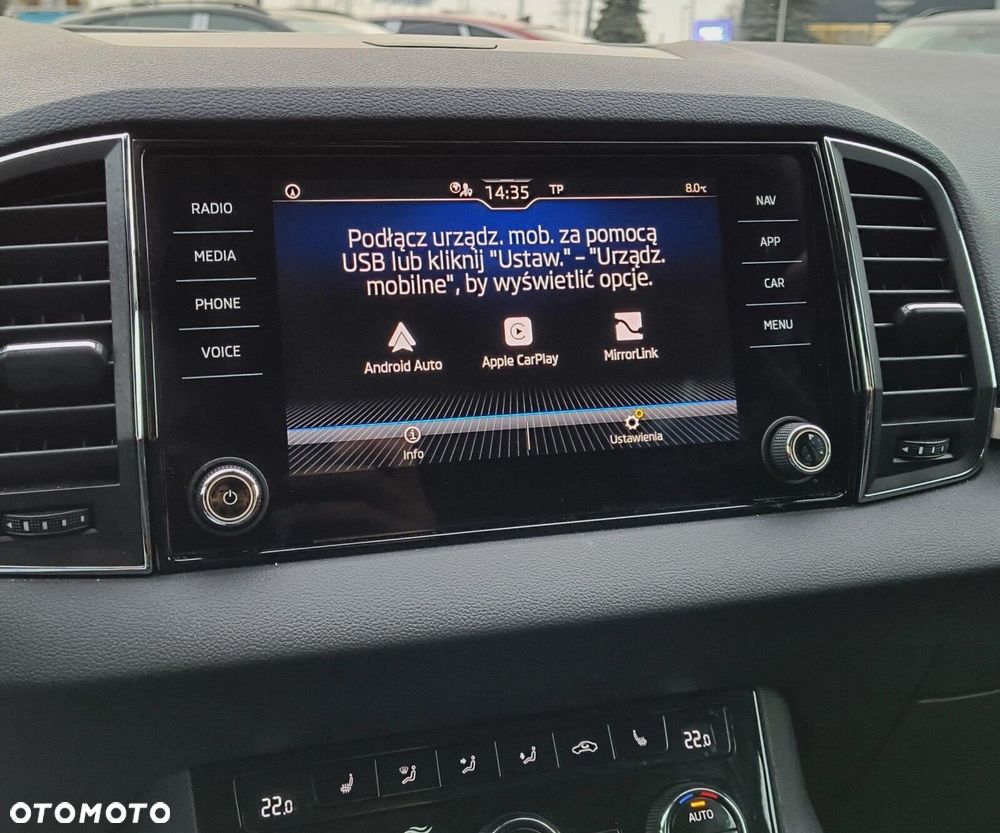 14:35 TP 8.0°C
RADIO
MEDIA
PHONE
VOICE
Podłącz urządz. mob. za pomocą
USB lub kliknij "Ustaw." – "Urządz.
mobilne", by wyświetlić opcje.
Android Auto Apple CarPlay MirrorLink
Info Ustawienia
NAV
APP
CAR
MENU
22.0 22.0
AUTO
OTOMOTO